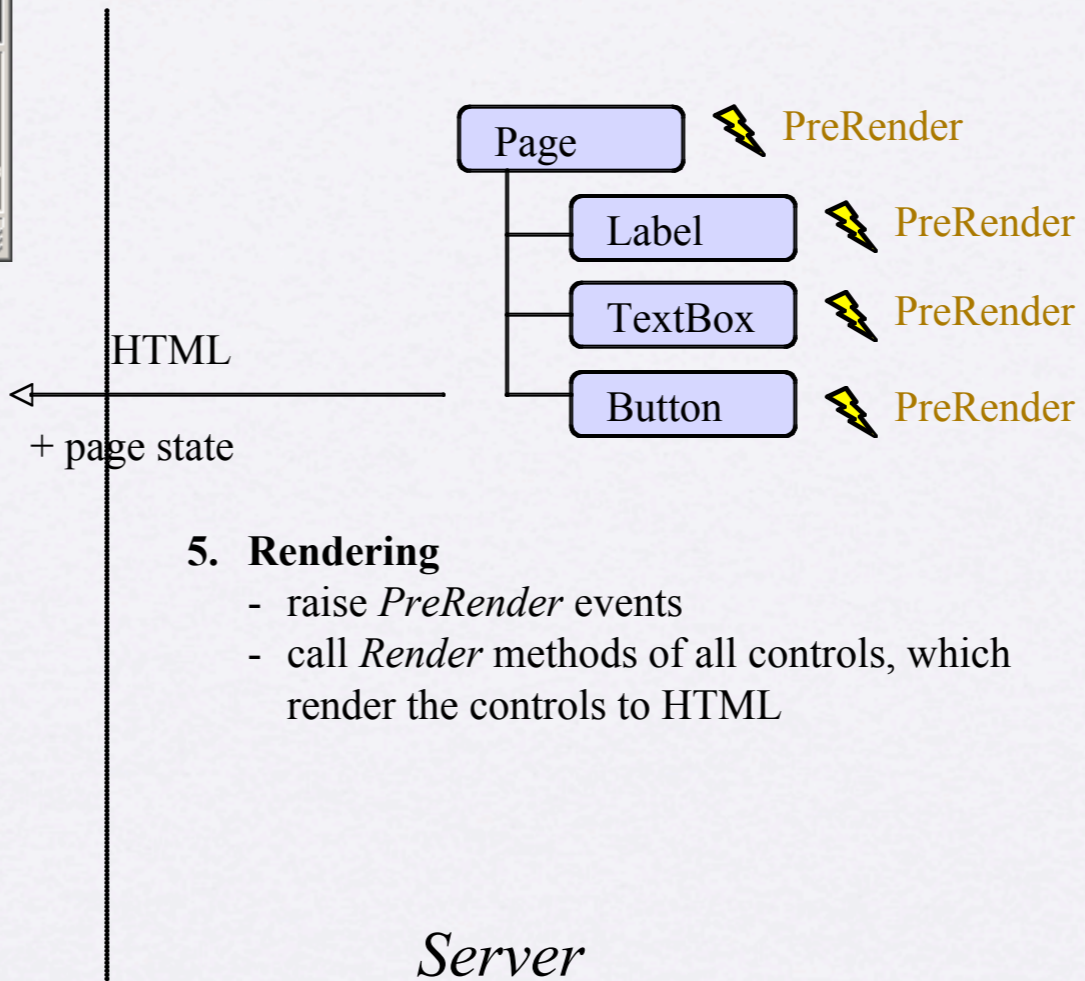 Page PreRender
Label PreRender
TextBox PreRender
HTML
Button PreRender
+ page state
5. Rendering
- raise PreRender events
- call Render methods of all controls, which
render the controls to HTML
Server